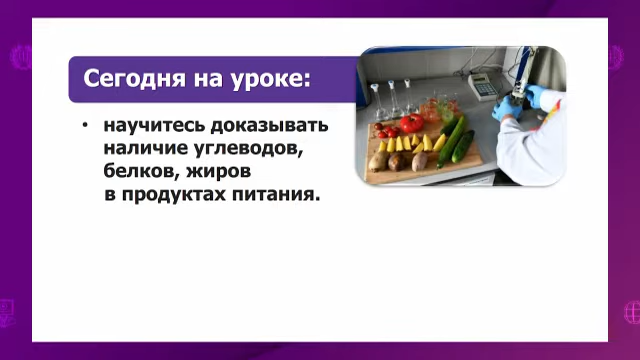 Сегодня на уроке:
• научитесь доказывать
наличие углеводов,
белков, жиров
в продуктах питания.